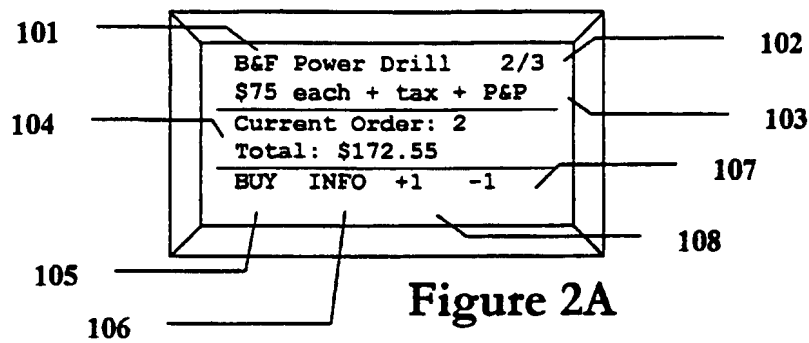 101
102
B&F Power Drill 2/3
$75 each + tax + P&P
103
104
Current Order: 2
Total: $172.55
107
BUY INFO +1 -1
108
105
106
Figure 2A